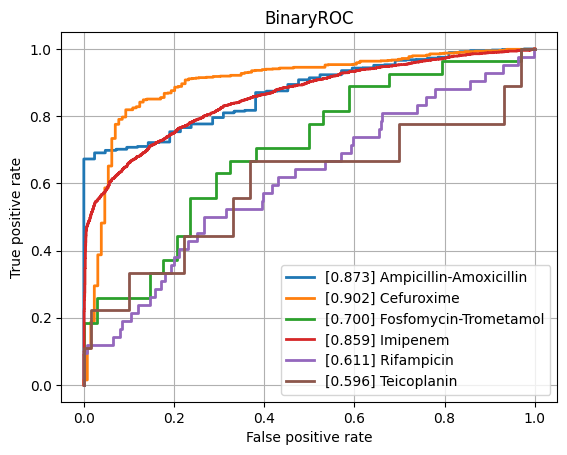 BinaryROC
True positive rate
1.0
0.8
0.6
0.4
0.2
0.0
[0.873] Ampicillin-Amoxicillin
[0.902] Cefuroxime
[0.700] Fosfomycin-Trometamol
[0.859] Imipenem
[0.611] Rifampicin
[0.596] Teicoplanin
0.0 0.2 0.4 0.6 0.8 1.0
False positive rate